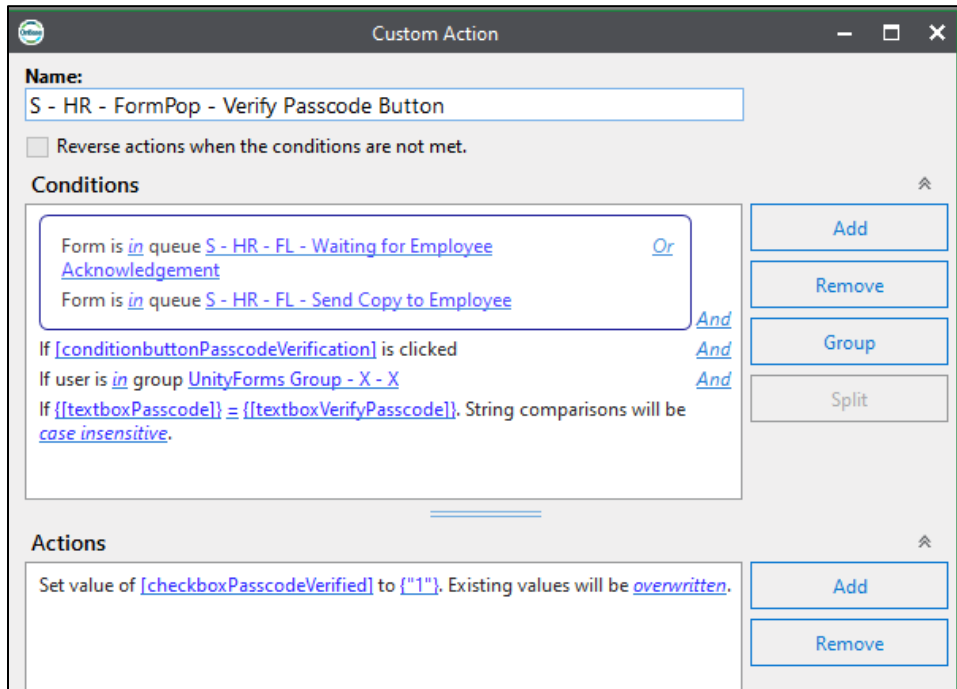 OnBase
Custom Action
Name:
S - HR - FormPop - Verify Passcode Button
Reverse actions when the conditions are not met.
Conditions
Form is in queue S - HR - FL - Waiting for Employee Or
Acknowledgement
Form is in queue S - HR - FL - Send Copy to Employee
And
If [conditionbuttonPasscodeVerification] is clicked And
If user is in group UnityForms Group - X - X And
If {[textboxPasscode]} = {[textboxVerifyPasscode]}. String comparisons will be
case insensitive.
Add
Remove
Group
Split
Actions
Set value of [checkboxPasscodeVerified] to {"1"}. Existing values will be overwritten.
Add
Remove